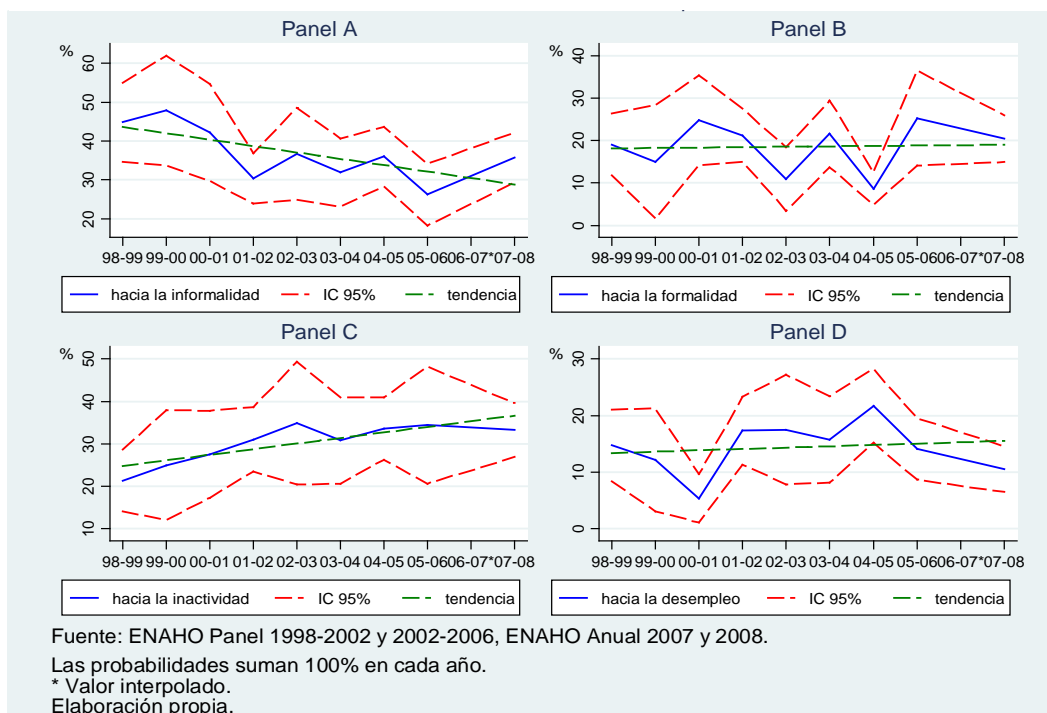 Panel A
%
60
50
40
30
20
98-99 99-00 00-01 01-02 02-03 03-04 04-05 05-06 06-07* 07-08
hacia la informalidad IC 95% tendencia
Panel B
%
40
30
20
10
0
98-99 99-00 00-01 01-02 02-03 03-04 04-05 05-06 06-07* 07-08
hacia la formalidad IC 95% tendencia
Panel C
%
50
40
30
20
10
98-99 99-00 00-01 01-02 02-03 03-04 04-05 05-06 06-07* 07-08
hacia la inactividad IC 95% tendencia
Panel D
%
30
20
10
0
98-99 99-00 00-01 01-02 02-03 03-04 04-05 05-06 06-07* 07-08
hacia la desempleo IC 95% tendencia
Fuente: ENAHO Panel 1998-2002 y 2002-2006, ENAHO Anual 2007 y 2008.
Las probabilidades suman 100% en cada año.
* Valor interpolado.
Elaboración propia.